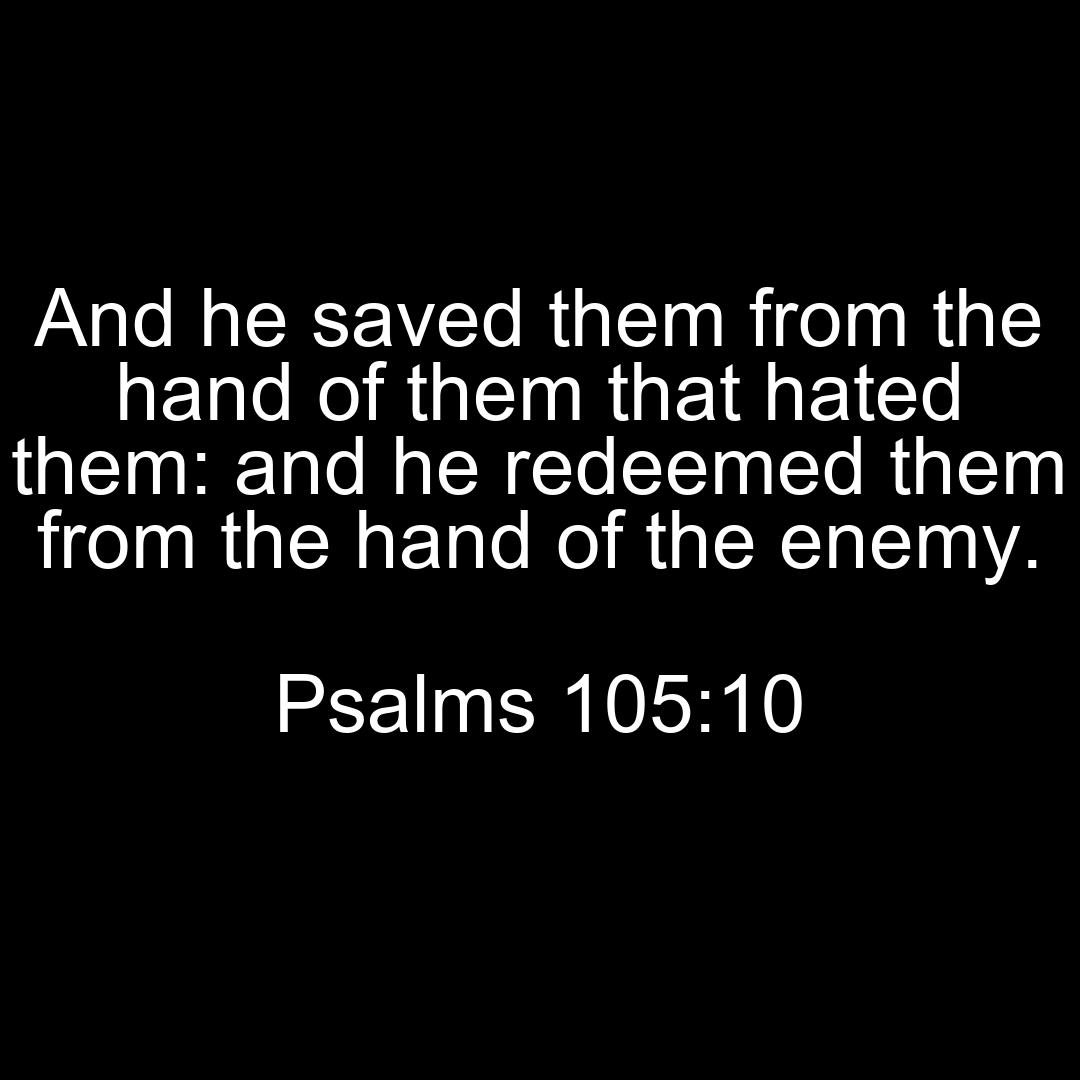 And he saved them from the
hand of them that hated
them: and he redeemed them
from the hand of the enemy.
Psalms 105:10